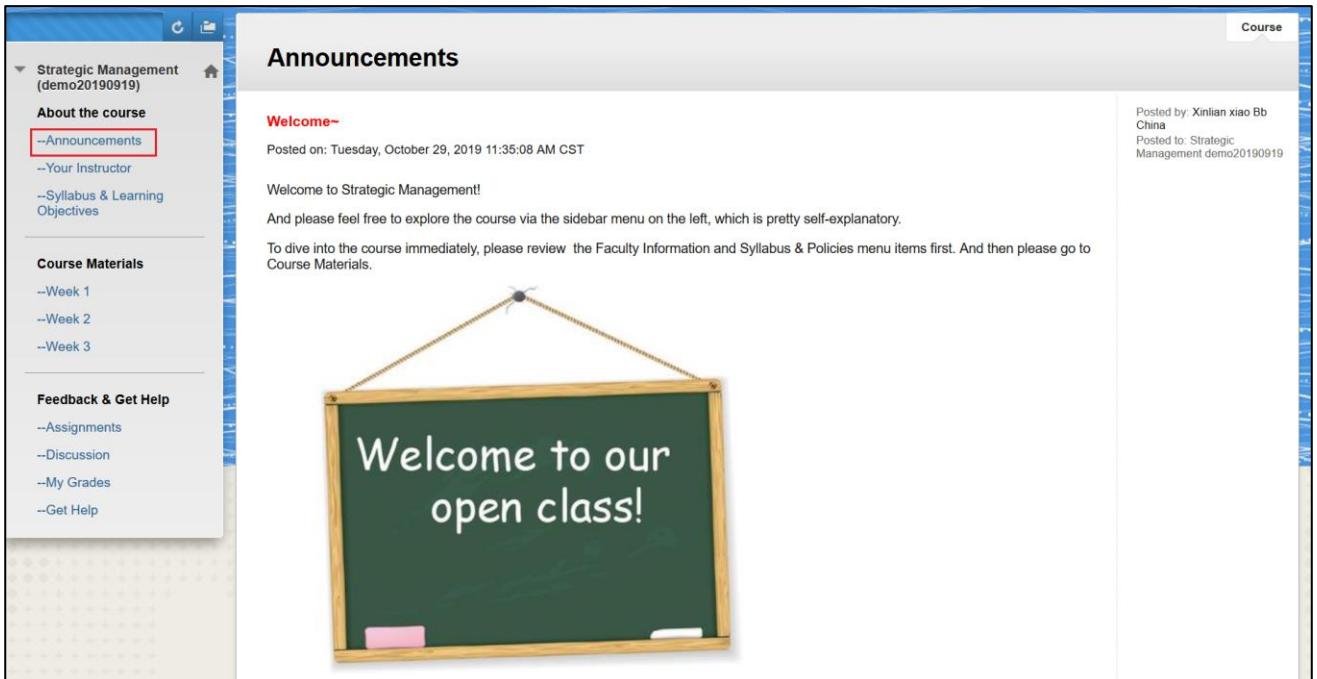 Strategic Management
(demo20190919)
About the course
--Announcements
--Your Instructor
--Syllabus & Learning
Objectives
Course Materials
--Week 1
--Week 2
--Week 3
Feedback & Get Help
--Assignments
--Discussion
--My Grades
--Get Help
Course
Announcements
Welcome~
Posted on: Tuesday, October 29, 2019 11:35:08 AM CST
Welcome to Strategic Management!
And please feel free to explore the course via the sidebar menu on the left, which is pretty self-explanatory.
To dive into the course immediately, please review the Faculty Information and Syllabus & Policies menu items first. And then please go to
Course Materials.
Welcome to our
open class!
Posted by: Xinlian xiao Bb
China
Posted to: Strategic
Management demo20190919